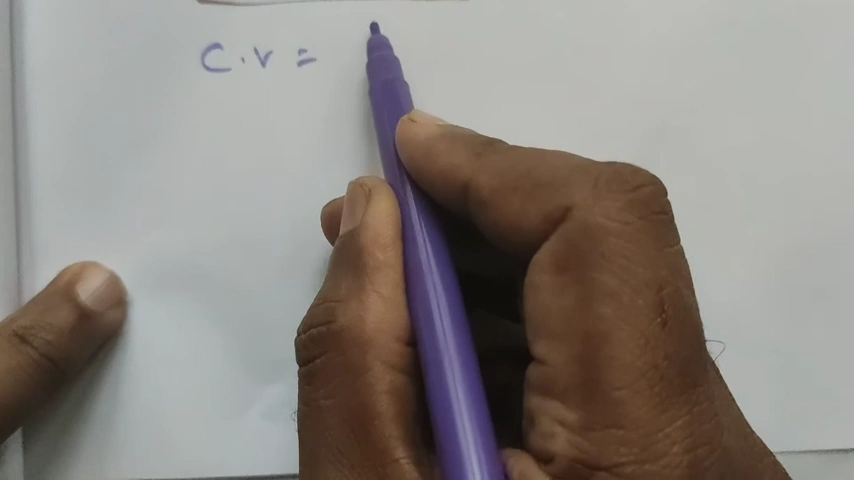 C.V =